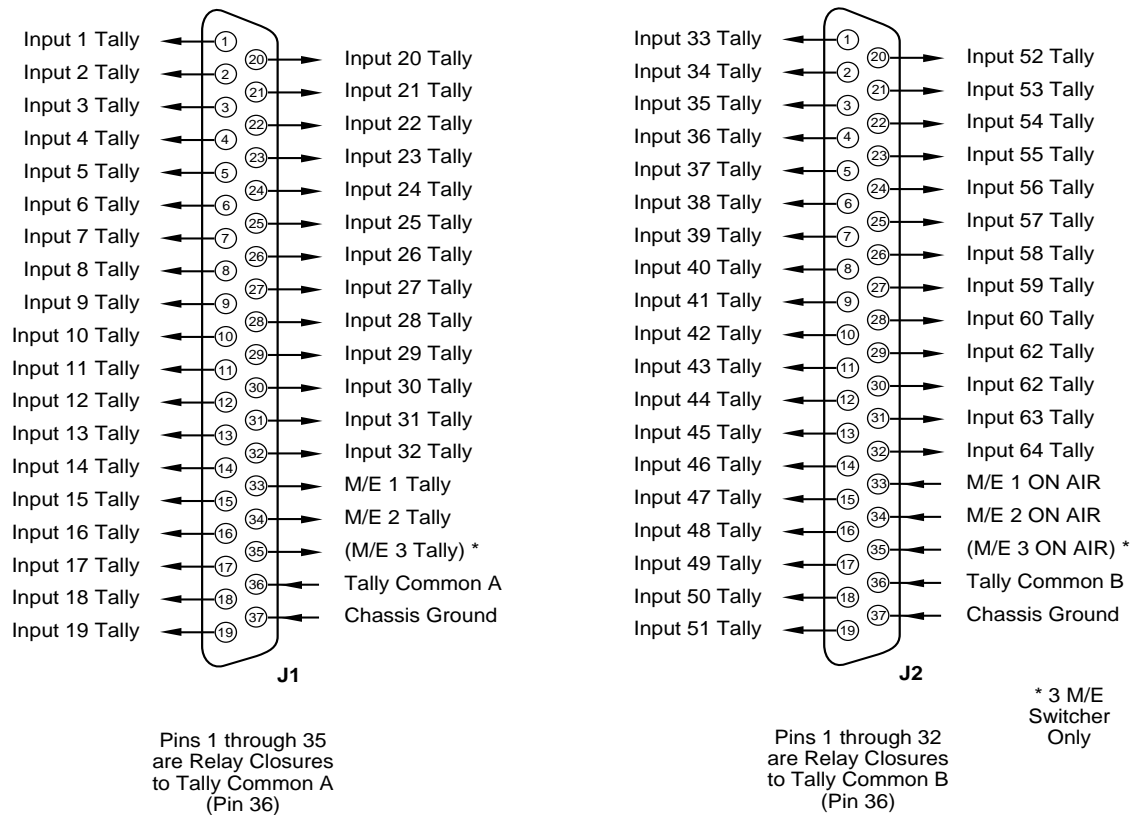 Input 1 Tally 1
Input 2 Tally 2
Input 3 Tally 3
Input 4 Tally 4
Input 5 Tally 5
Input 6 Tally 6
Input 7 Tally 7
Input 8 Tally 8
Input 9 Tally 9
Input 10 Tally 10
Input 11 Tally 11
Input 12 Tally 12
Input 13 Tally 13
Input 14 Tally 14
Input 15 Tally 15
Input 16 Tally 16
Input 17 Tally 17
Input 18 Tally 18
Input 19 Tally 19
20 Input 20 Tally
21 Input 21 Tally
22 Input 22 Tally
23 Input 23 Tally
24 Input 24 Tally
25 Input 25 Tally
26 Input 26 Tally
27 Input 27 Tally
28 Input 28 Tally
29 Input 29 Tally
30 Input 30 Tally
31 Input 31 Tally
32 Input 32 Tally
33 M/E 1 Tally
34 M/E 2 Tally
35 (M/E 3 Tally) *
36 Tally Common A
37 Chassis Ground
J1
Pins 1 through 35
are Relay Closures
to Tally Common A
(Pin 36)
Input 33 Tally 1
Input 34 Tally 2
Input 35 Tally 3
Input 36 Tally 4
Input 37 Tally 5
Input 38 Tally 6
Input 39 Tally 7
Input 40 Tally 8
Input 41 Tally 9
Input 42 Tally 10
Input 43 Tally 11
Input 44 Tally 12
Input 45 Tally 13
Input 46 Tally 14
Input 47 Tally 15
Input 48 Tally 16
Input 49 Tally 17
Input 50 Tally 18
Input 51 Tally 19
20 Input 52 Tally
21 Input 53 Tally
22 Input 54 Tally
23 Input 55 Tally
24 Input 56 Tally
25 Input 57 Tally
26 Input 58 Tally
27 Input 59 Tally
28 Input 60 Tally
29 Input 62 Tally
30 Input 62 Tally
31 Input 63 Tally
32 Input 64 Tally
33 M/E 1 ON AIR
34 M/E 2 ON AIR
35 (M/E 3 ON AIR) *
36 Tally Common B
37 Chassis Ground
J2
Pins 1 through 32
are Relay Closures
to Tally Common B
(Pin 36)
* 3 M/E
Switcher
Only